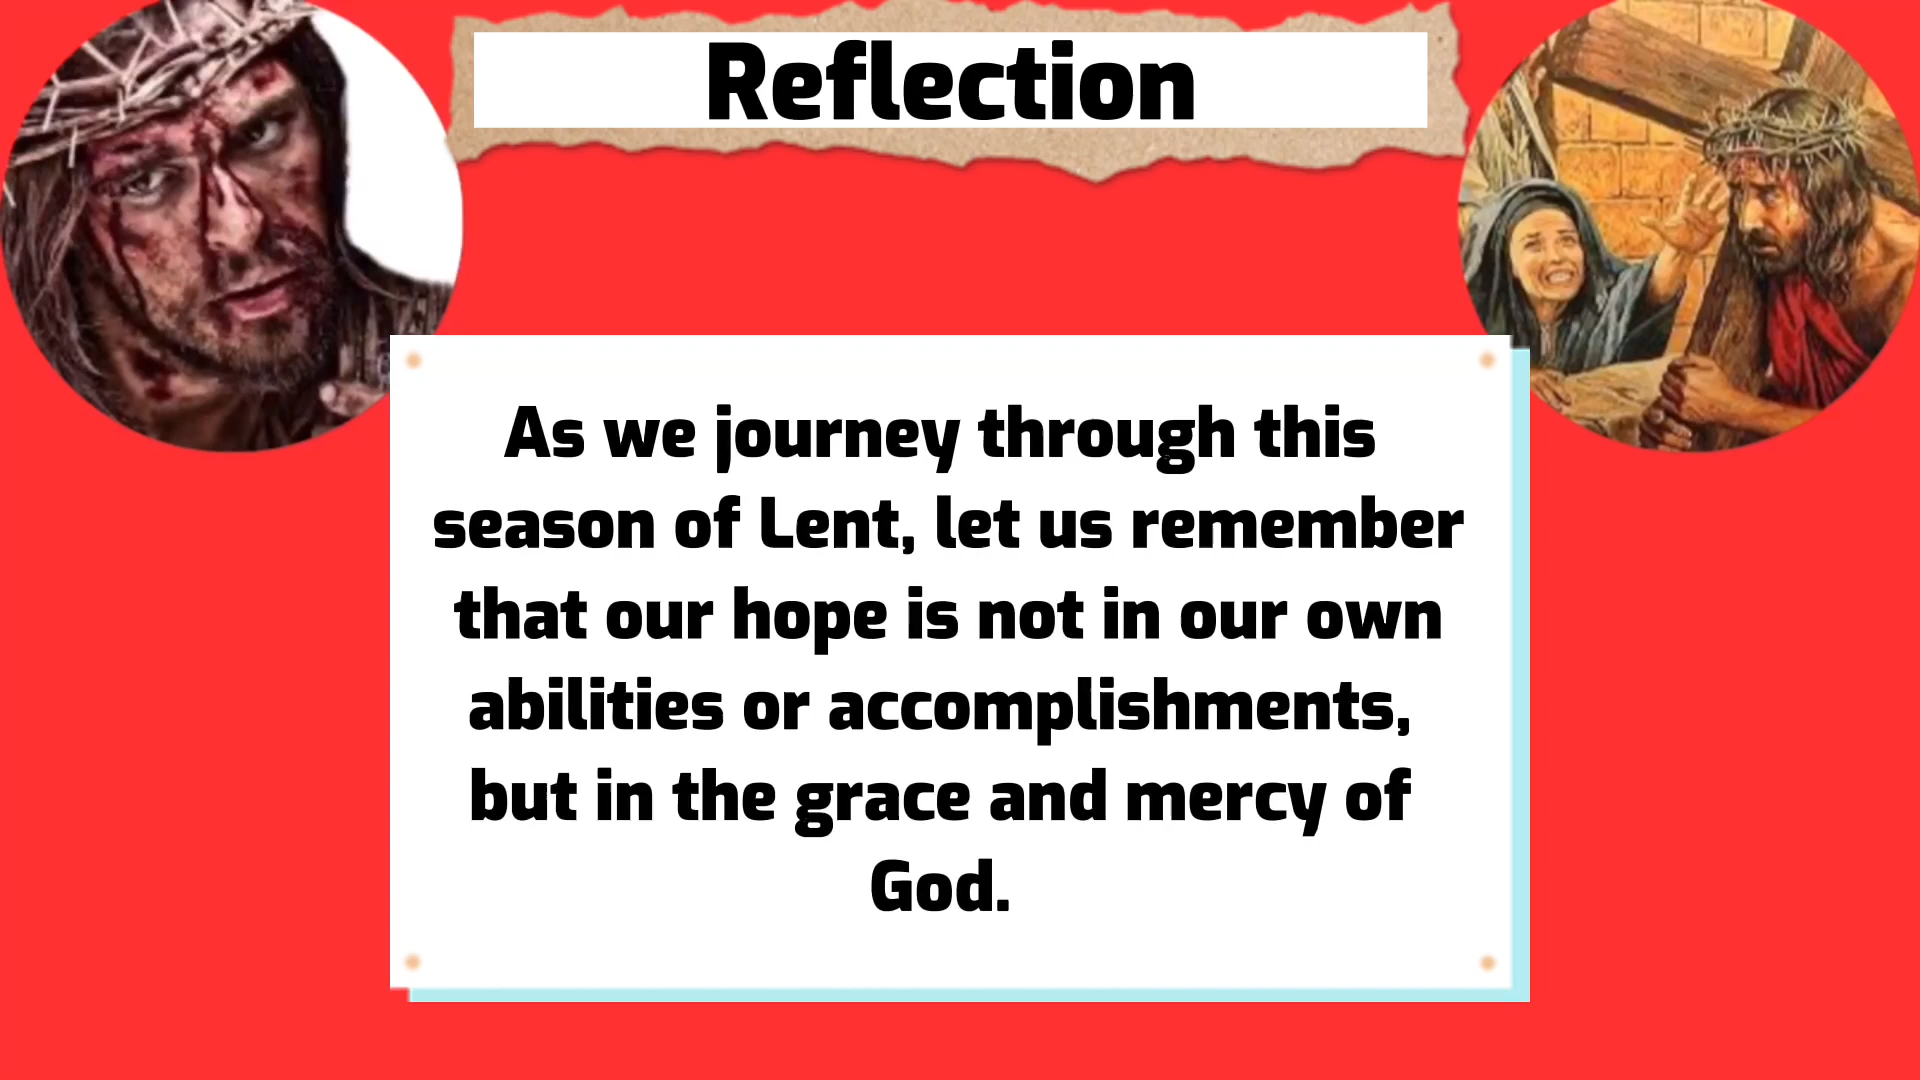 Reflection
As we journey through this
season of Lent, let us remember
that our hope is not in our own
abilities or accomplishments,
but in the grace and mercy of
God.